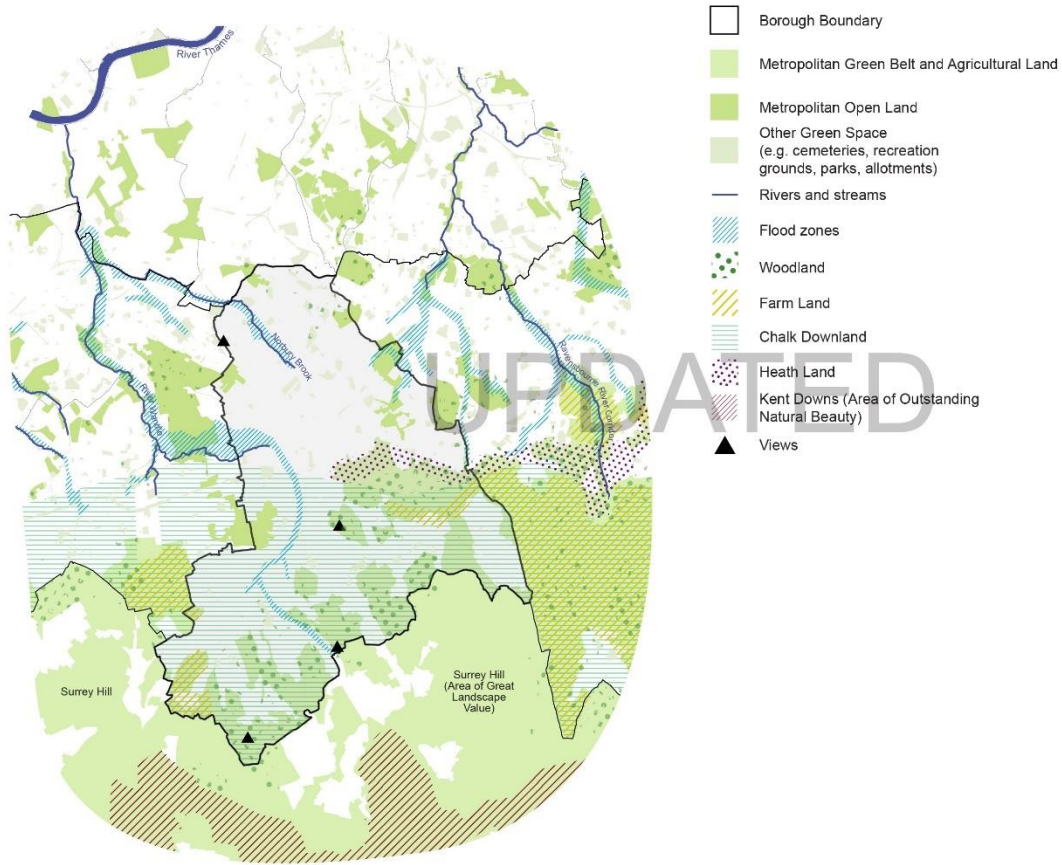 River Thames
Norbury Brook
River Wandle
Ravensbourne River Corridor
Surrey Hill
Surrey Hill
(Area of Great
Landscape
Value)
UPDATED
Borough Boundary
Metropolitan Green Belt and Agricultural Land
Metropolitan Open Land
Other Green Space
(e.g. cemeteries, recreation
grounds, parks, allotments)
Rivers and streams
Flood zones
Woodland
Farm Land
Chalk Downland
Heath Land
Kent Downs (Area of Outstanding
Natural Beauty)
Views